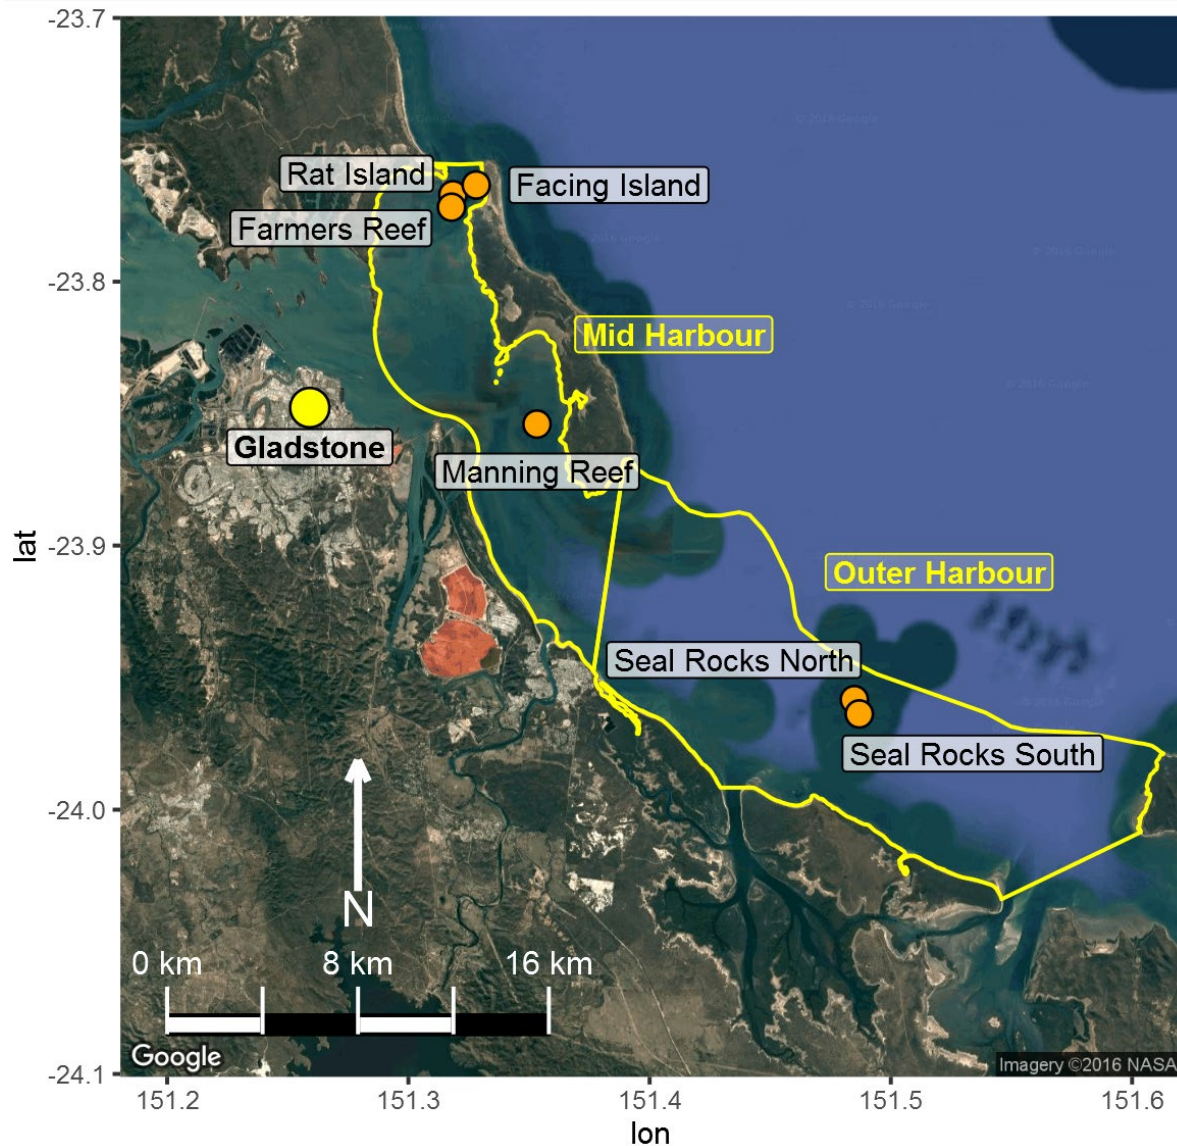 -23.7
Rat Island
Facing Island
Farmers Reef
-23.8
Mid Harbour
Gladstone
Manning Reef
lat
-23.9
Outer Harbour
Seal Rocks North
Seal Rocks South
-24.0
N
0 km 8 km 16 km
Google
Imagery ©2016 NASA
-24.1
151.2 151.3 151.4 151.5 151.6
lon